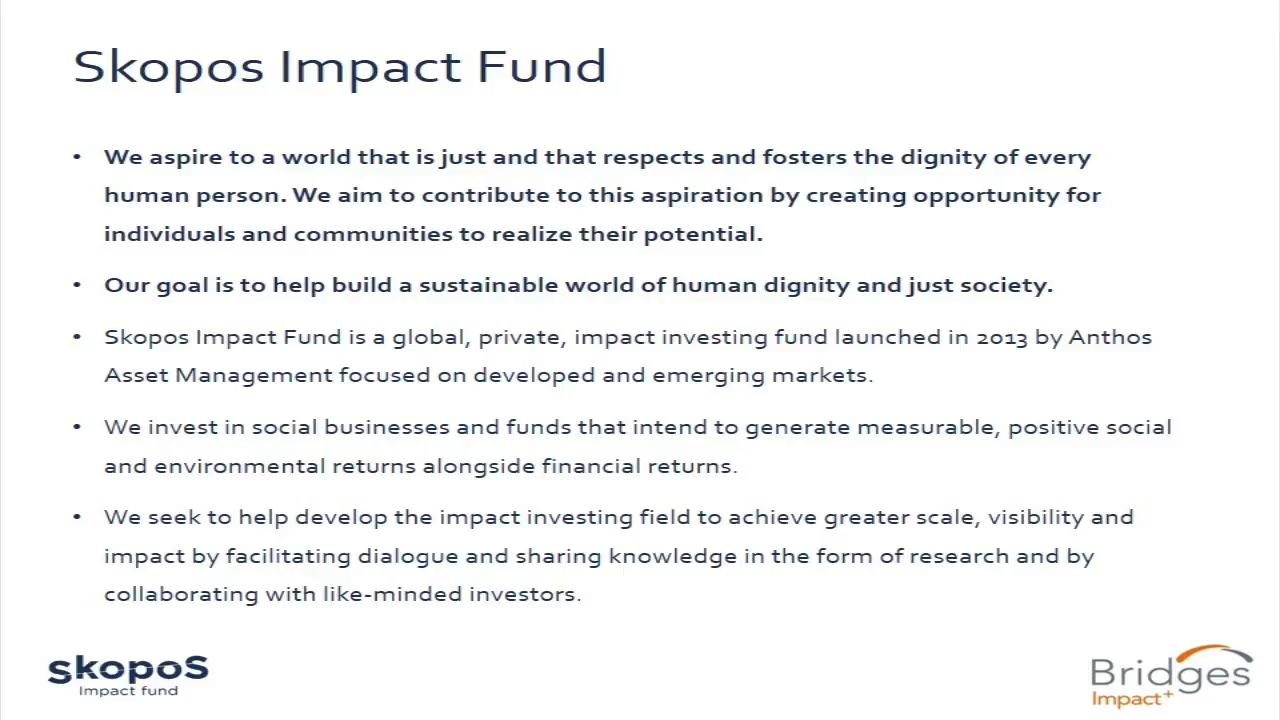 Skopos Impact Fund
• We aspire to a world that is just and that respects and fosters the dignity of every
human person. We aim to contribute to this aspiration by creating opportunity for
individuals and communities to realize their potential.
• Our goal is to help build a sustainable world of human dignity and just society.
• Skopos Impact Fund is a global, private, impact investing fund launched in 2013 by Anthos
Asset Management focused on developed and emerging markets.
• We invest in social businesses and funds that intend to generate measurable, positive social
and environmental returns alongside financial returns.
• We seek to help develop the impact investing field to achieve greater scale, visibility and
impact by facilitating dialogue and sharing knowledge in the form of research and by
collaborating with like-minded investors.
skopos
Impact fund
Bridges
Impact+